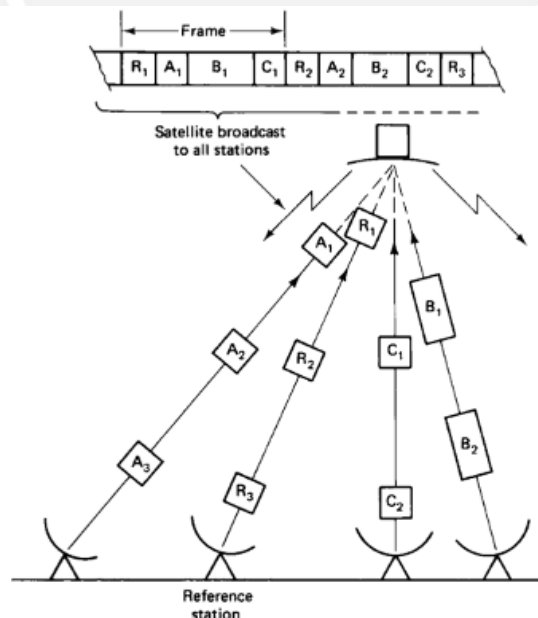 Frame
R₁ A₁ B₁ C₁ R₂ A₂ B₂ C₂ R₃
Satellite broadcast
to all stations
A₁ R₁
B₁
A₂ R₂ C₁
B₂
A₃
R₃ C₂
Reference
station